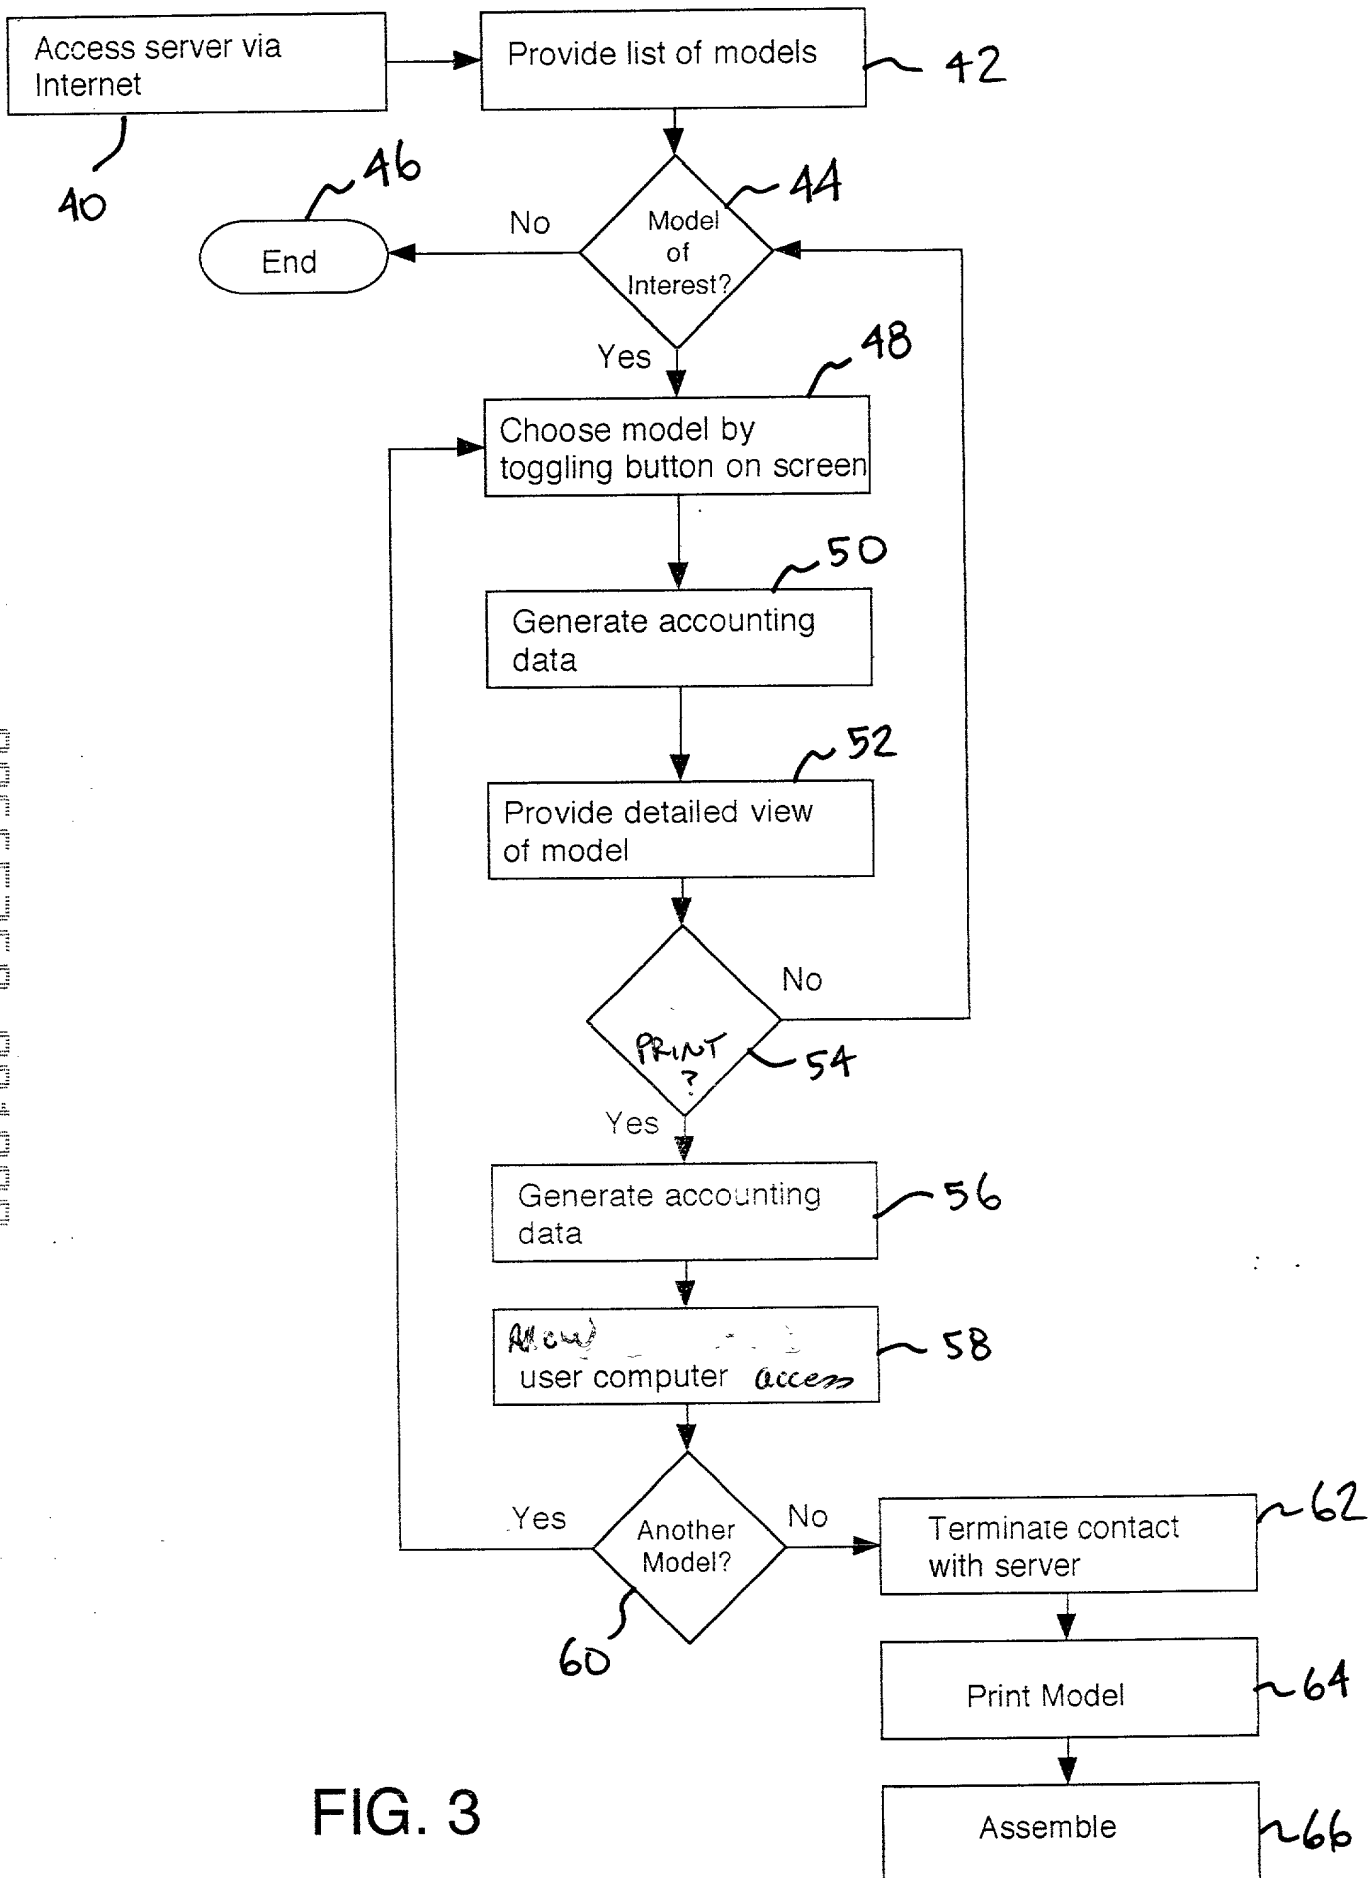 Access server via
Internet
40
Provide list of models
42
46
End
No
44
Model
of
Interest?
Yes
48
Choose model by
toggling button on screen
50
Generate accounting
data
52
Provide detailed view
of model
No
PRINT
?
54
Yes
Generate accounting
data
56
Allow
user computer access
58
Yes
Another
Model?
No
60
Terminate contact
with server
62
Print Model
64
Assemble
66
FIG. 3